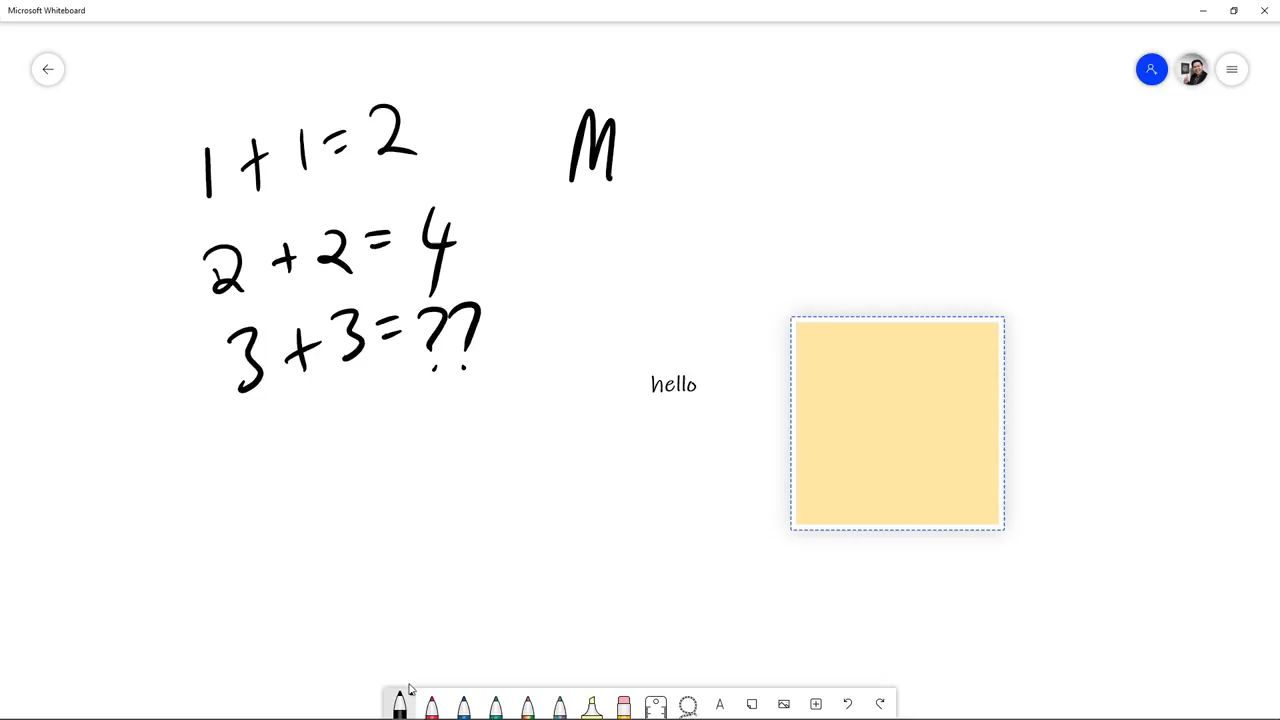 Microsoft Whiteboard
1 + 1 = 2
M
2 + 2 = 4
3 + 3 = ??
hello
A